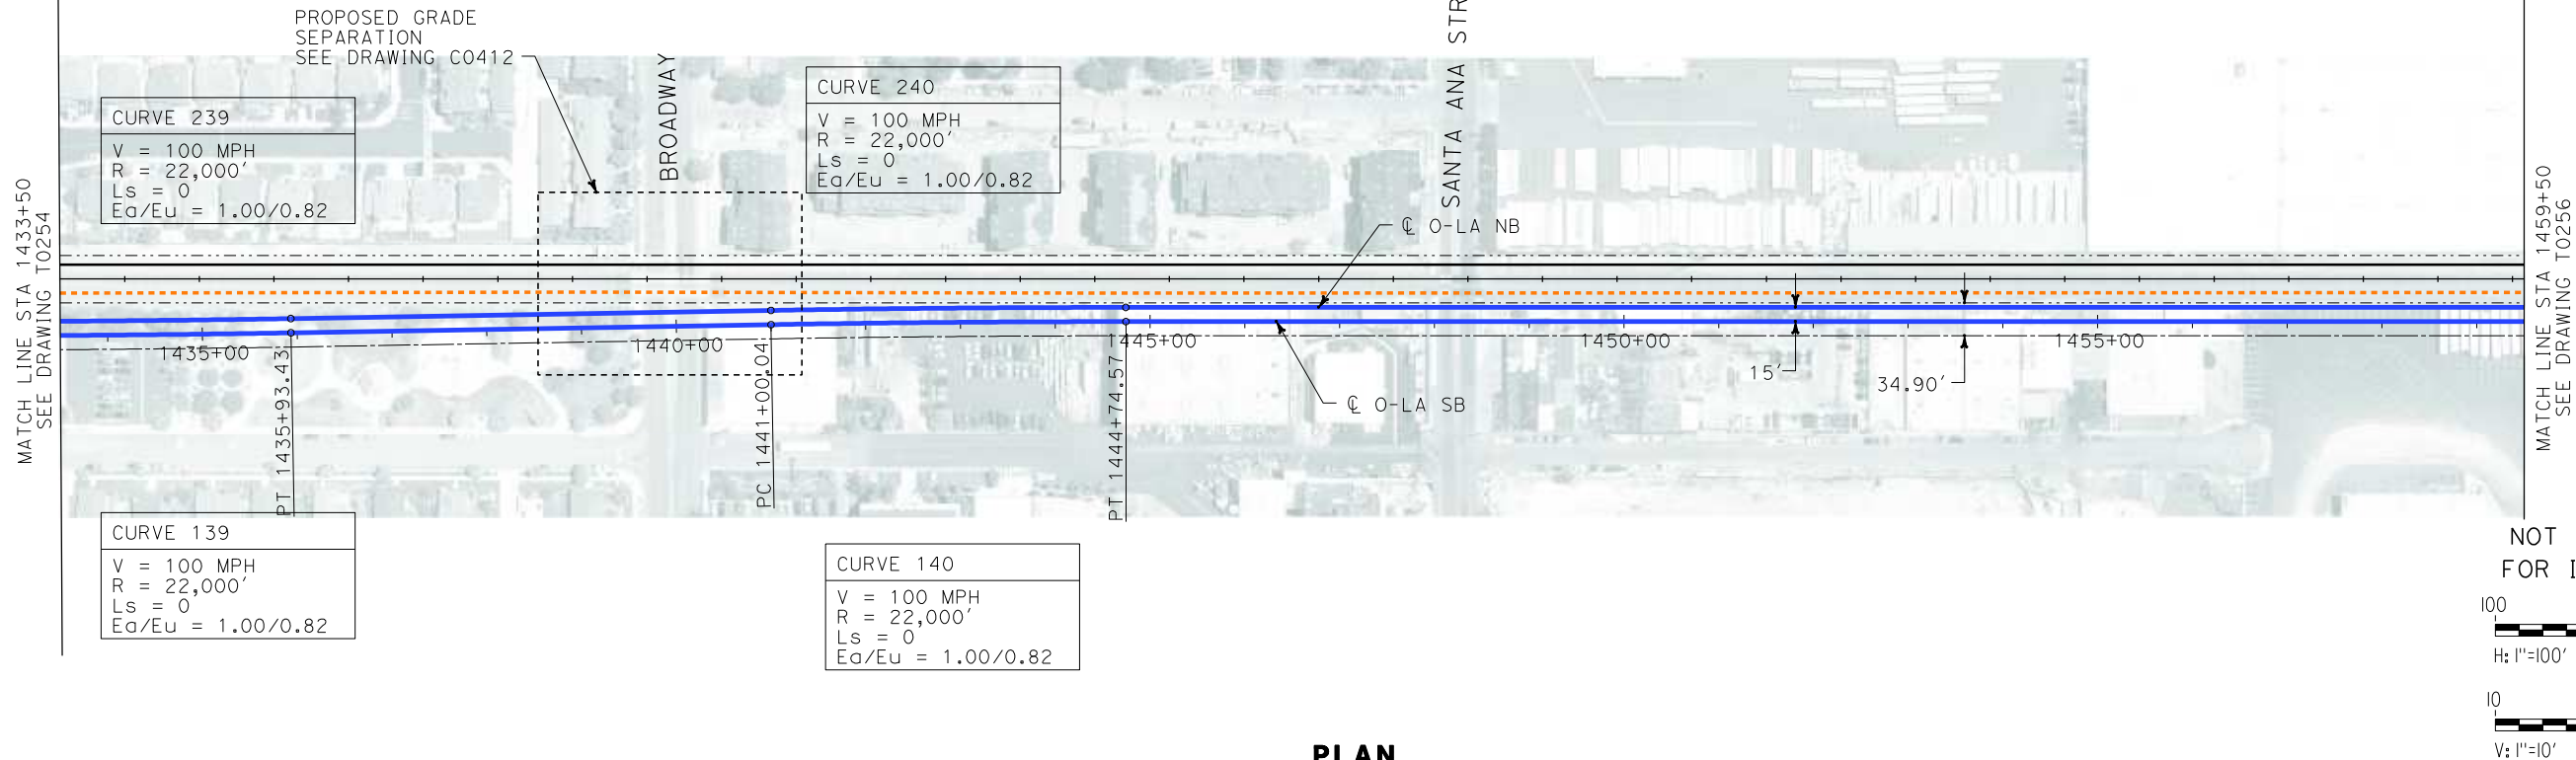 PROPOSED GRADE
SEPARATION
SEE DRAWING C0412
BROADWAY
SANTA ANA STR
CURVE 239
V = 100 MPH
R = 22,000'
Ls = 0
Ea/Eu = 1.00/0.82
CURVE 240
V = 100 MPH
R = 22,000'
Ls = 0
Ea/Eu = 1.00/0.82
MATCH LINE STA 1433+50
SEE DRAWING T0254
MATCH LINE STA 1459+50
SEE DRAWING T0256
℄ O-LA NB
1435+00
1440+00
1445+00
1450+00
1455+00
15'
34.90'
℄ O-LA SB
PT 1435+93.43
PC 1441+00.04
PT 1444+74.57
CURVE 139
V = 100 MPH
R = 22,000'
Ls = 0
Ea/Eu = 1.00/0.82
CURVE 140
V = 100 MPH
R = 22,000'
Ls = 0
Ea/Eu = 1.00/0.82
NOT
FOR
100
H: 1"=100'
10
V: 1"=10'
PLAN